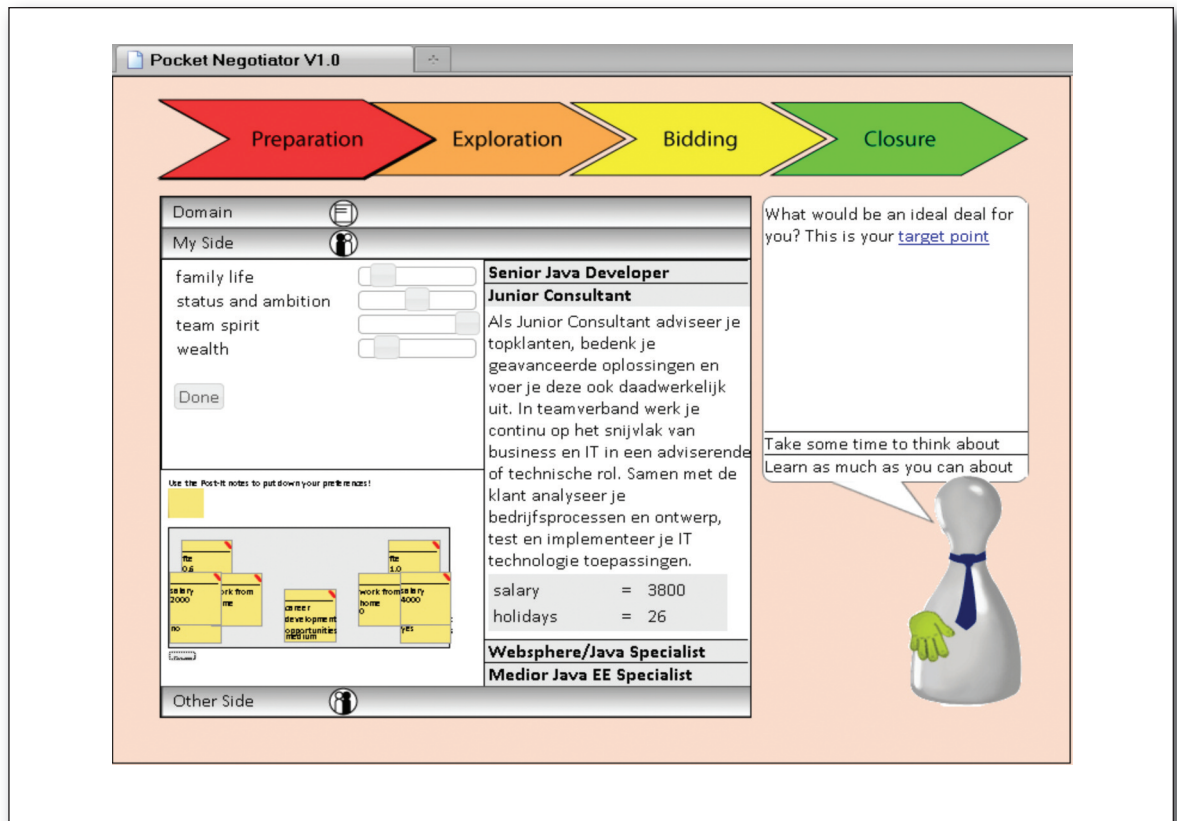 Pocket Negotiator V1.0
Preparation
Exploration
Bidding
Closure
Domain
My Side
family life
status and ambition
team spirit
wealth
Done
Use the Post-It notes to put down your preferences!
fte
0.6
fte
1.0
salary
2000
no
home
career
development
opportunities
medium
work from
home
0
salary
4000
yes
Senior Java Developer
Junior Consultant
Als Junior Consultant adviseer je
topklanten, bedenk je
geavanceerde oplossingen en
voer je deze ook daadwerkelijk
uit. In teamverband werk je
continu op het snijvlak van
business en IT in een adviserende
of technische rol. Samen met de
klant analyseer je
bedrijfsprocessen en ontwerp,
test en implementeer je IT
technologie toepassingen.
salary = 3800
holidays = 26
Websphere/Java Specialist
Medior Java EE Specialist
Other Side
What would be an ideal deal for
you? This is your target point
Take some time to think about
Learn as much as you can about